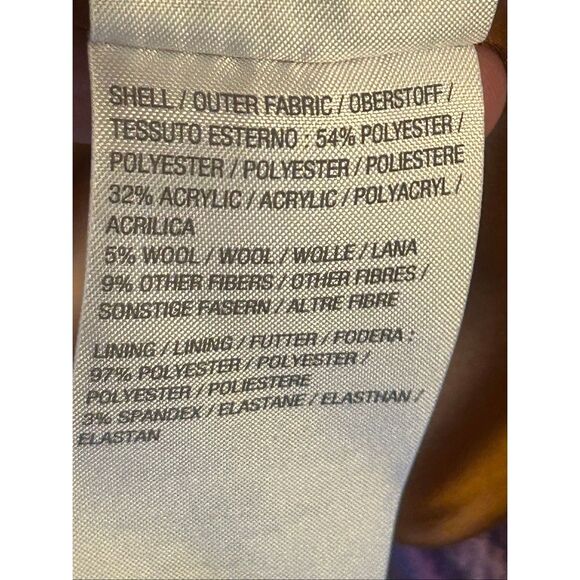 SHELL / OUTER FABRIC / OBERSTOFF /
TESSUTO ESTERNO : 54% POLYESTER /
POLYESTER / POLYESTER / POLIESTERE
32% ACRYLIC / ACRYLIC / POLYACRYL /
ACRILICA
5% WOOL / WOOL / WOLLE / LANA
9% OTHER FIBERS / OTHER FIBRES /
SONSTIGE FASERN / ALTRE FIBRE
LINING / LINING / FUTTER / FODERA :
97% POLYESTER / POLYESTER /
POLYESTER / POLIESTERE
3% SPANDEX / ELASTANE / ELASTHAN /
ELASTAN